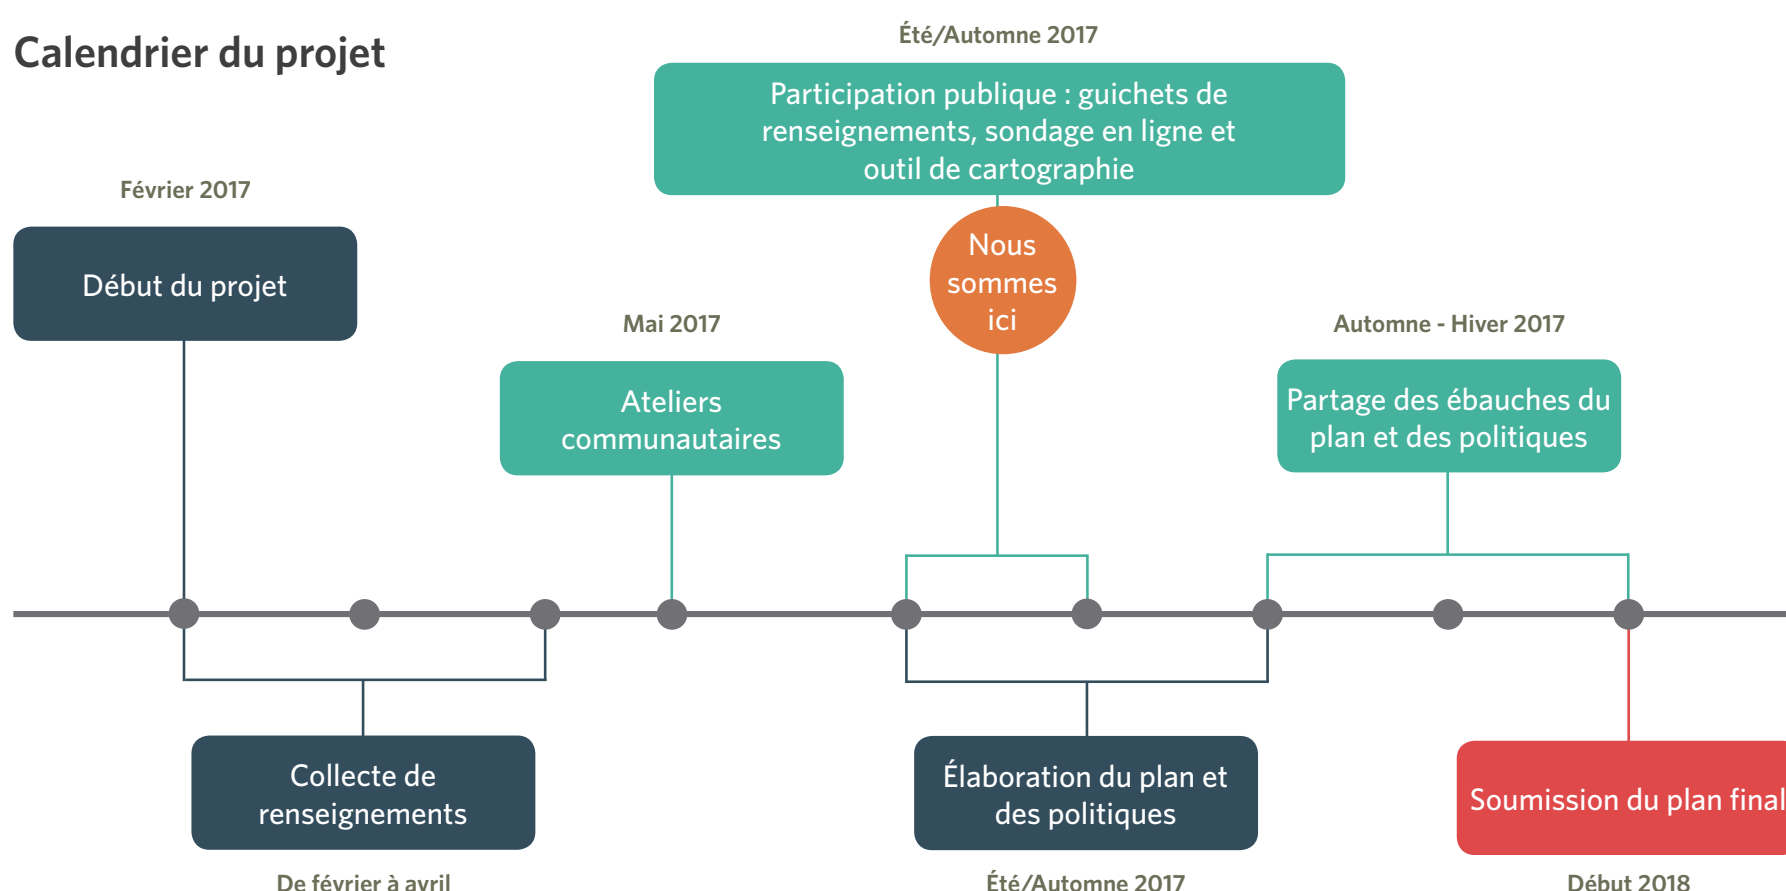 Calendrier du projet
Été/Automne 2017
Participation publique : guichets de
renseignements, sondage en ligne et
outil de cartographie
Février 2017
Début du projet
Nous
sommes
ici
Mai 2017
Ateliers
communautaires
Automne - Hiver 2017
Partage des ébauches du
plan et des politiques
Collecte de
renseignements
De février à avril
Élaboration du plan et
des politiques
Été/Automne 2017
Soumission du plan final
Début 2018